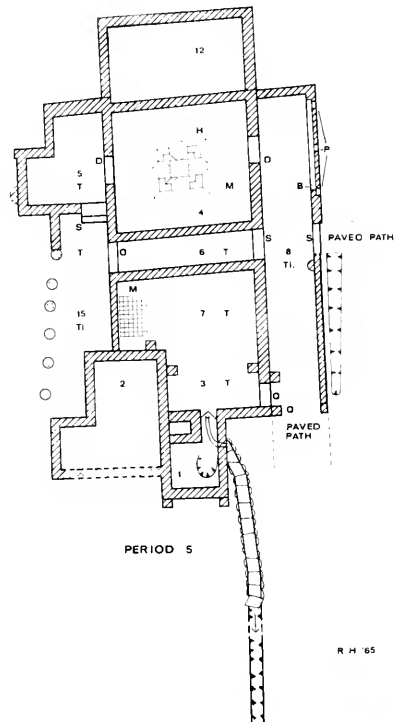 12
H
P
D
D
5
T
M
B
4
S
T
S
S
PAVED PATH
O
6 T
8
Ti.
M
15
Ti
7 T
2
3 T
Q
Q
PAVED
PATH
1
PERIOD 5
R H '65